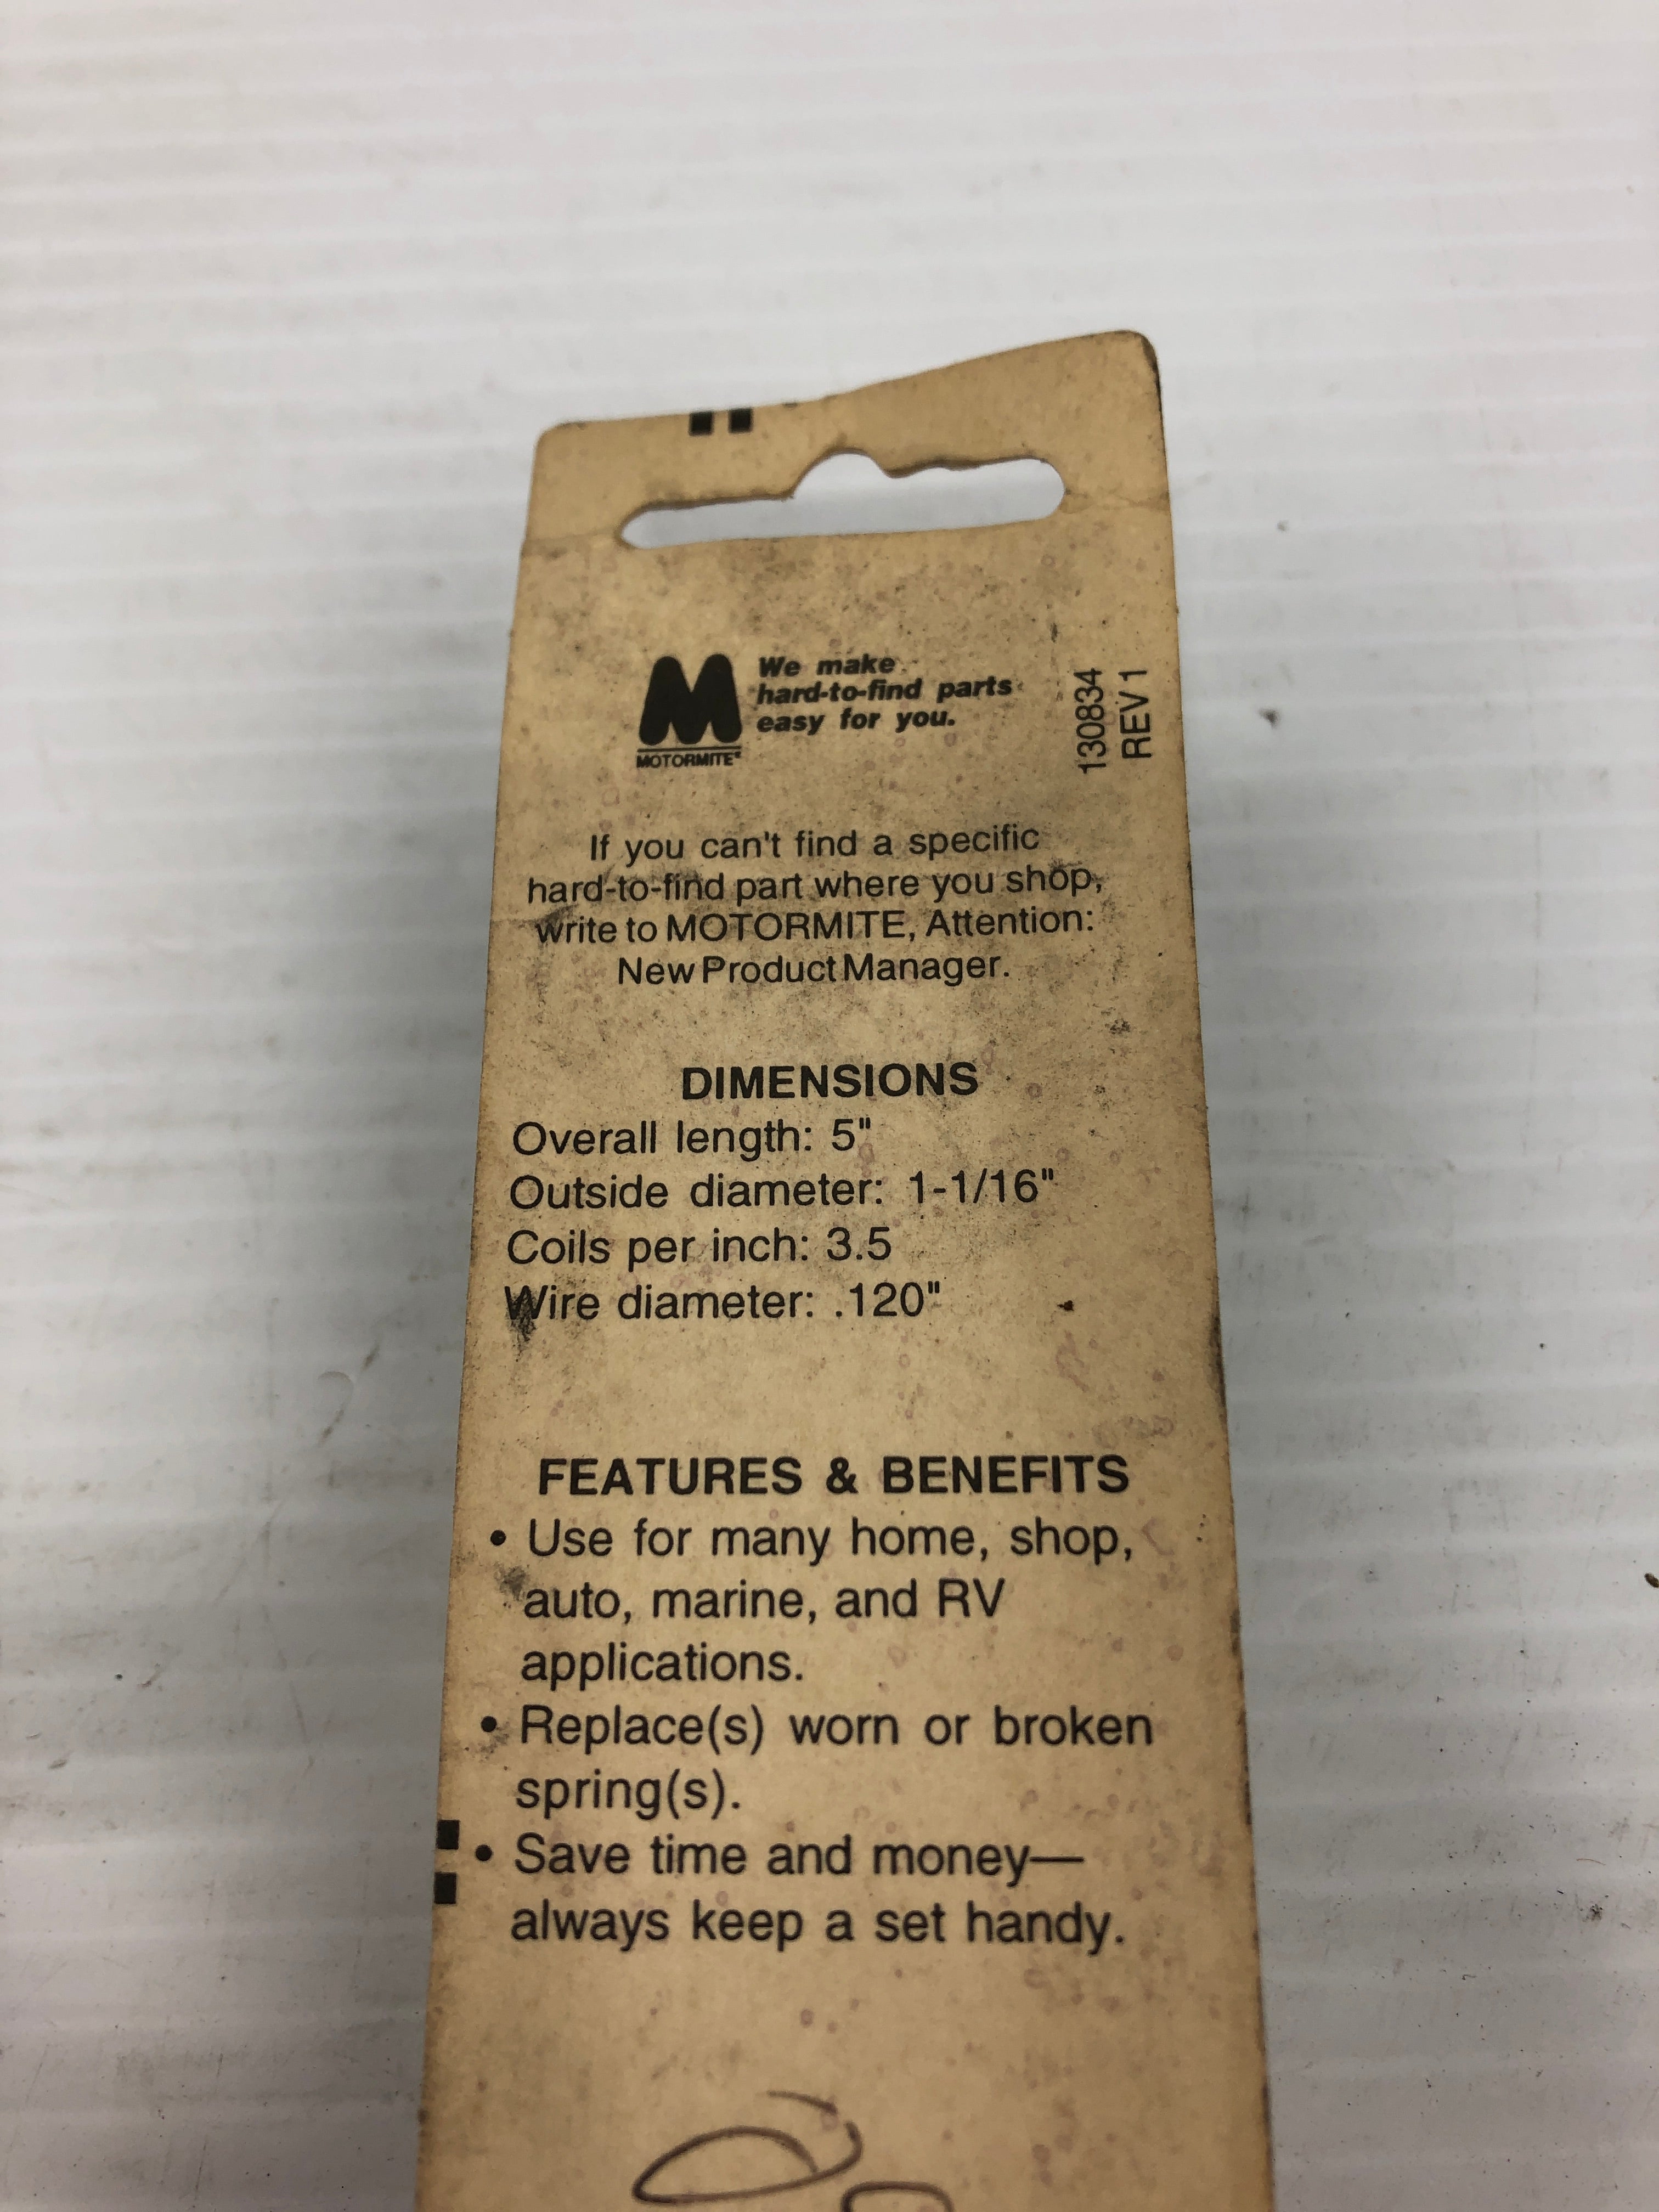 We make
hard-to-find parts
easy for you.
MOTORMITE®
130834
REV 1
If you can't find a specific
hard-to-find part where you shop,
write to MOTORMITE, Attention:
New Product Manager.
DIMENSIONS
Overall length: 5"
Outside diameter: 1-1/16"
Coils per inch: 3.5
Wire diameter: .120"
FEATURES & BENEFITS
• Use for many home, shop,
auto, marine, and RV
applications.
• Replace(s) worn or broken
spring(s).
• Save time and money—
always keep a set handy.